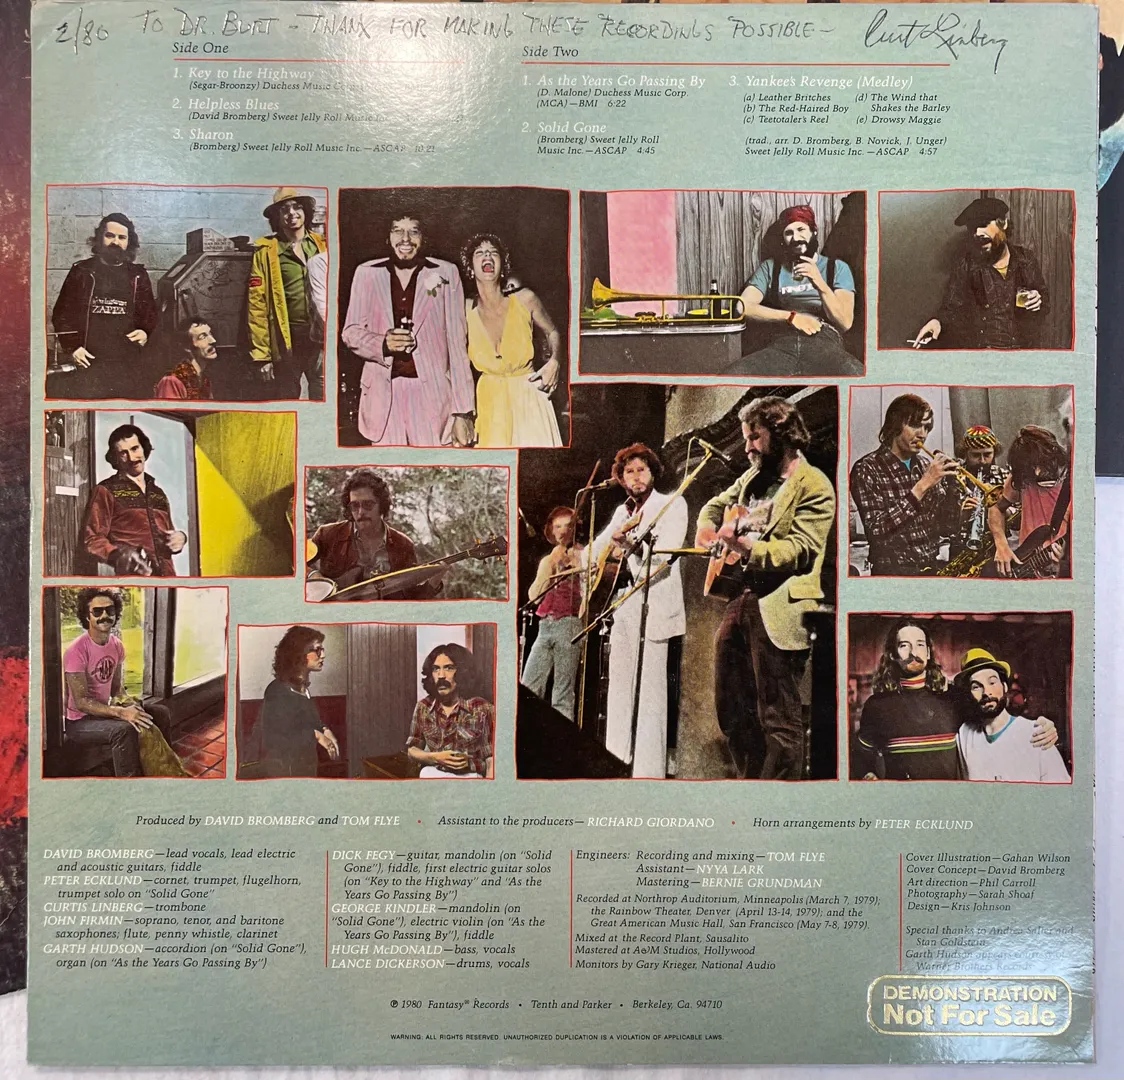 2/80 TO DR. BURT - THANX FOR MAKING THESE RECORDINGS POSSIBLE - Curt Linberg
Side One
1. Key to the Highway
(Segar-Broonzy) Duchess Music Corp.
2. Helpless Blues
(David Bromberg) Sweet Jelly Roll Music Inc.
3. Sharon
(Bromberg) Sweet Jelly Roll Music Inc.—ASCAP 10:21
Side Two
1. As the Years Go Passing By
(D. Malone) Duchess Music Corp.
(MCA)—BMI 6:22
2. Solid Gone
(Bromberg) Sweet Jelly Roll
Music Inc.—ASCAP 4:45
3. Yankee's Revenge (Medley)
(a) Leather Britches
(b) The Red-Haired Boy
(c) Teetotaler's Reel
(d) The Wind that
Shakes the Barley
(e) Drowsy Maggie
(trad., arr. D. Bromberg, B. Novick, J. Unger)
Sweet Jelly Roll Music Inc.—ASCAP 4:57
ZAPPA
Produced by DAVID BROMBERG and TOM FLYE • Assistant to the producers—RICHARD GIORDANO • Horn arrangements by PETER ECKLUND
DAVID BROMBERG—lead vocals, lead electric
and acoustic guitars, fiddle
PETER ECKLUND—cornet, trumpet, flugelhorn,
trumpet solo on "Solid Gone"
CURTIS LINBERG—trombone
JOHN FIRMIN—soprano, tenor, and baritone
saxophones; flute, penny whistle, clarinet
GARTH HUDSON—accordion (on "Solid Gone"),
organ (on "As the Years Go Passing By")
DICK FEGY—guitar, mandolin (on "Solid
Gone"), fiddle, first electric guitar solos
(on "Key to the Highway" and "As the
Years Go Passing By")
GEORGE KINDLER—mandolin (on
"Solid Gone"), electric violin (on "As the
Years Go Passing By"), fiddle
HUGH McDONALD—bass, vocals
LANCE DICKERSON—drums, vocals
Engineers: Recording and mixing—TOM FLYE
Assistant—NYYA LARK
Mastering—BERNIE GRUNDMAN
Recorded at Northrop Auditorium, Minneapolis (March 7, 1979);
the Rainbow Theater, Denver (April 13-14, 1979); and the
Great American Music Hall, San Francisco (May 7-8, 1979)
Mixed at the Record Plant, Sausalito
Mastered at A&M Studios, Hollywood
Monitors by Gary Krieger, National Audio
Cover Illustration—Gahan Wilson
Cover Concept—David Bromberg
Art direction—Phil Carroll
Photography—Sarah Shoaf
Design—Kris Johnson
Special thanks to Andrea and
Stan Goldstein
Garth Hudson appears courtesy of
Warner Brothers Records
DEMONSTRATION
Not For Sale
℗ 1980 Fantasy® Records • Tenth and Parker • Berkeley, Ca. 94710
WARNING: ALL RIGHTS RESERVED. UNAUTHORIZED DUPLICATION IS A VIOLATION OF APPLICABLE LAWS.